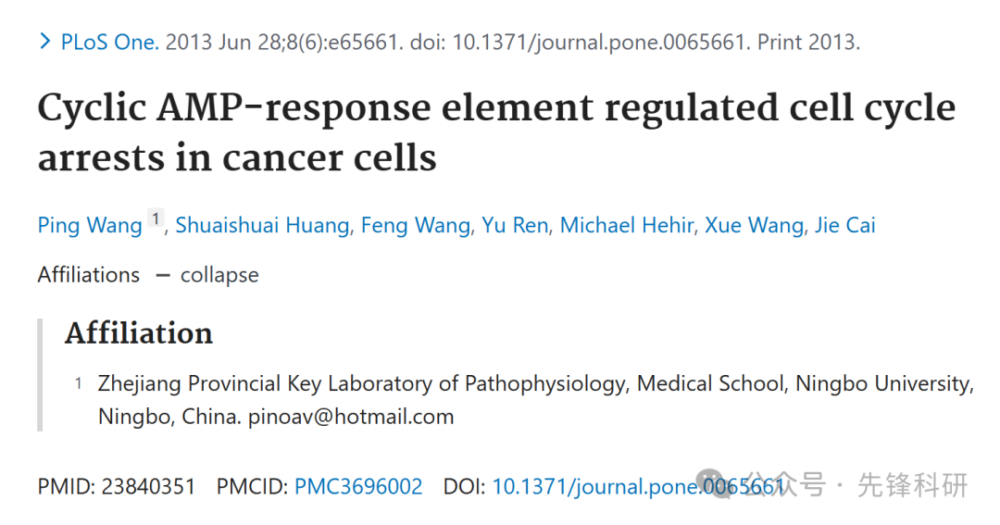 PLoS One. 2013 Jun 28;8(6):e65661. doi: 10.1371/journal.pone.0065661. Print 2013.
Cyclic AMP-response element regulated cell cycle
arrests in cancer cells
Ping Wang 1, Shuaishuai Huang, Feng Wang, Yu Ren, Michael Hehir, Xue Wang, Jie Cai
Affiliations — collapse
Affiliation
1 Zhejiang Provincial Key Laboratory of Pathophysiology, Medical School, Ningbo University,
Ningbo, China. pinoav@hotmail.com
PMID: 23840351 PMCID: PMC3696002 DOI: 10.1371/journal.pone.0065661
公众号 · 先锋科研